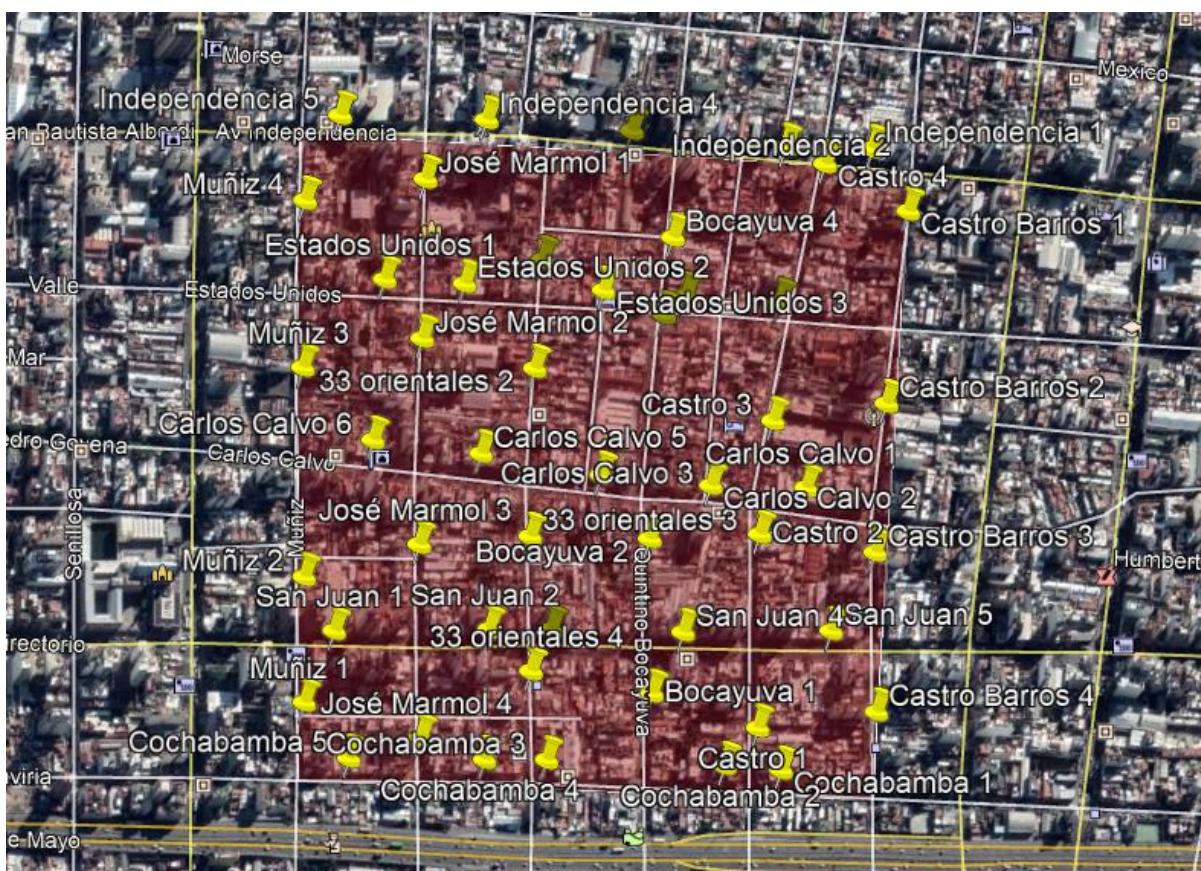 Morse
Mexico
Independencia 5
Independencia 4
Av Independencia
Independencia 2
Independencia 1
José Marmol 1
Castro 4
Muñiz 4
Bocayuva 4
Castro Barros 1
Estados Unidos 1
Estados Unidos 2
Valle
Estados Unidos
Estados Unidos 3
José Marmol 2
Muñiz 3
Mar
33 orientales 2
Castro Barros 2
Castro 3
Carlos Calvo 6
Carlos Calvo 5
Carlos Calvo 1
Carlos Calvo
Carlos Calvo 3
Carlos Calvo 2
Senillosa
Muñiz
José Marmol 3
33 orientales 3
Castro 2
Castro Barros 3
Bocayuva 2
Muñiz 2
Humbert
San Juan 1
San Juan 2
San Juan 4
San Juan 5
33 orientales 4
irectorio
Quintino Bocayuva
Muñiz 1
Bocayuva 1
José Marmol 4
Castro Barros 4
Cochabamba 5
Cochabamba 3
Castro 1
aviria
Cochabamba 4
Cochabamba 2
Cochabamba 1
e Mayo